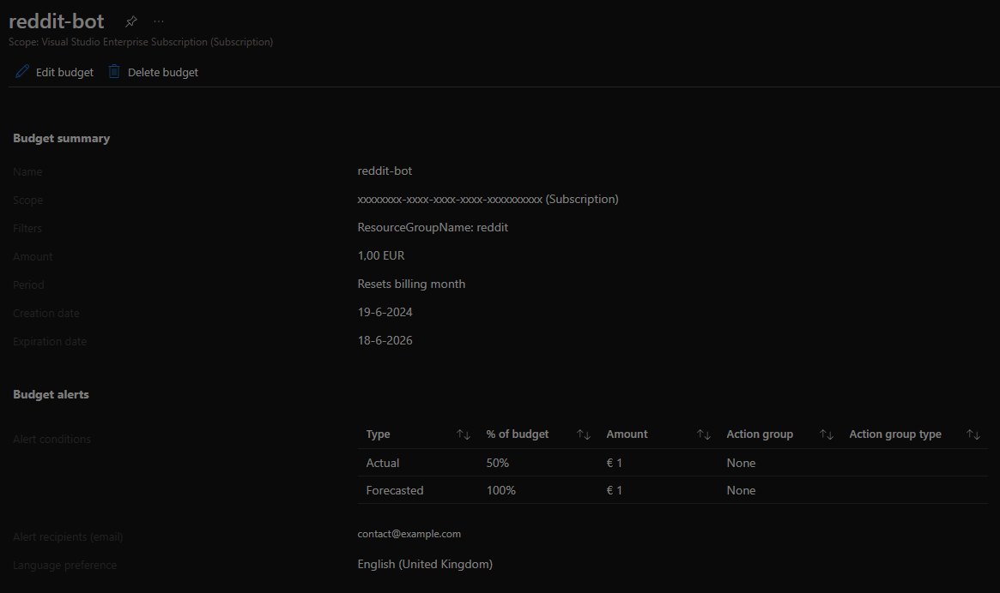 reddit-bot
Scope: Visual Studio Enterprise Subscription (Subscription)
Edit budget Delete budget
Budget summary
Name reddit-bot
Scope xxxxxxxx-xxxx-xxxx-xxxx-xxxxxxxxxx (Subscription)
Filters ResourceGroupName: reddit
Amount 1,00 EUR
Period Resets billing month
Creation date 19-6-2024
Expiration date 18-6-2026
Budget alerts
Alert conditions
Type % of budget Amount Action group Action group type
Actual 50% € 1 None
Forecasted 100% € 1 None
Alert recipients (email) contact@example.com
Language preference English (United Kingdom)